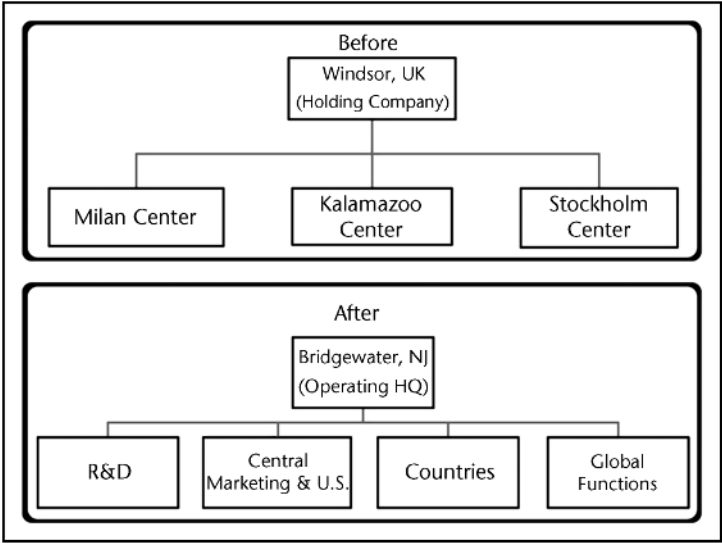 Before
Windsor, UK
(Holding Company)
Milan Center
Kalamazoo
Center
Stockholm
Center
After
Bridgewater, NJ
(Operating HQ)
R&D
Central
Marketing & U.S.
Countries
Global
Functions